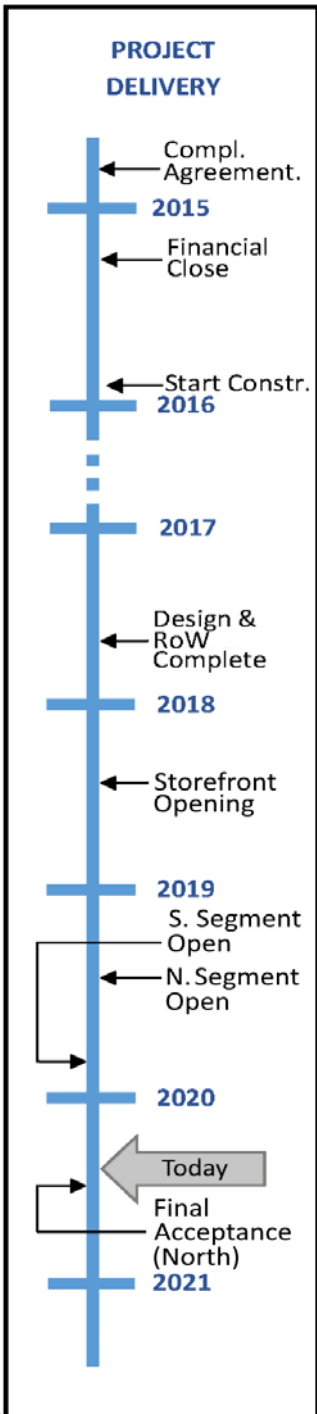 PROJECT
DELIVERY
Compl.
Agreement.
2015
Financial
Close
Start Constr.
2016
2017
Design &
RoW
Complete
2018
Storefront
Opening
2019
S. Segment
Open
N. Segment
Open
2020
Today
Final
Acceptance
(North)
2021